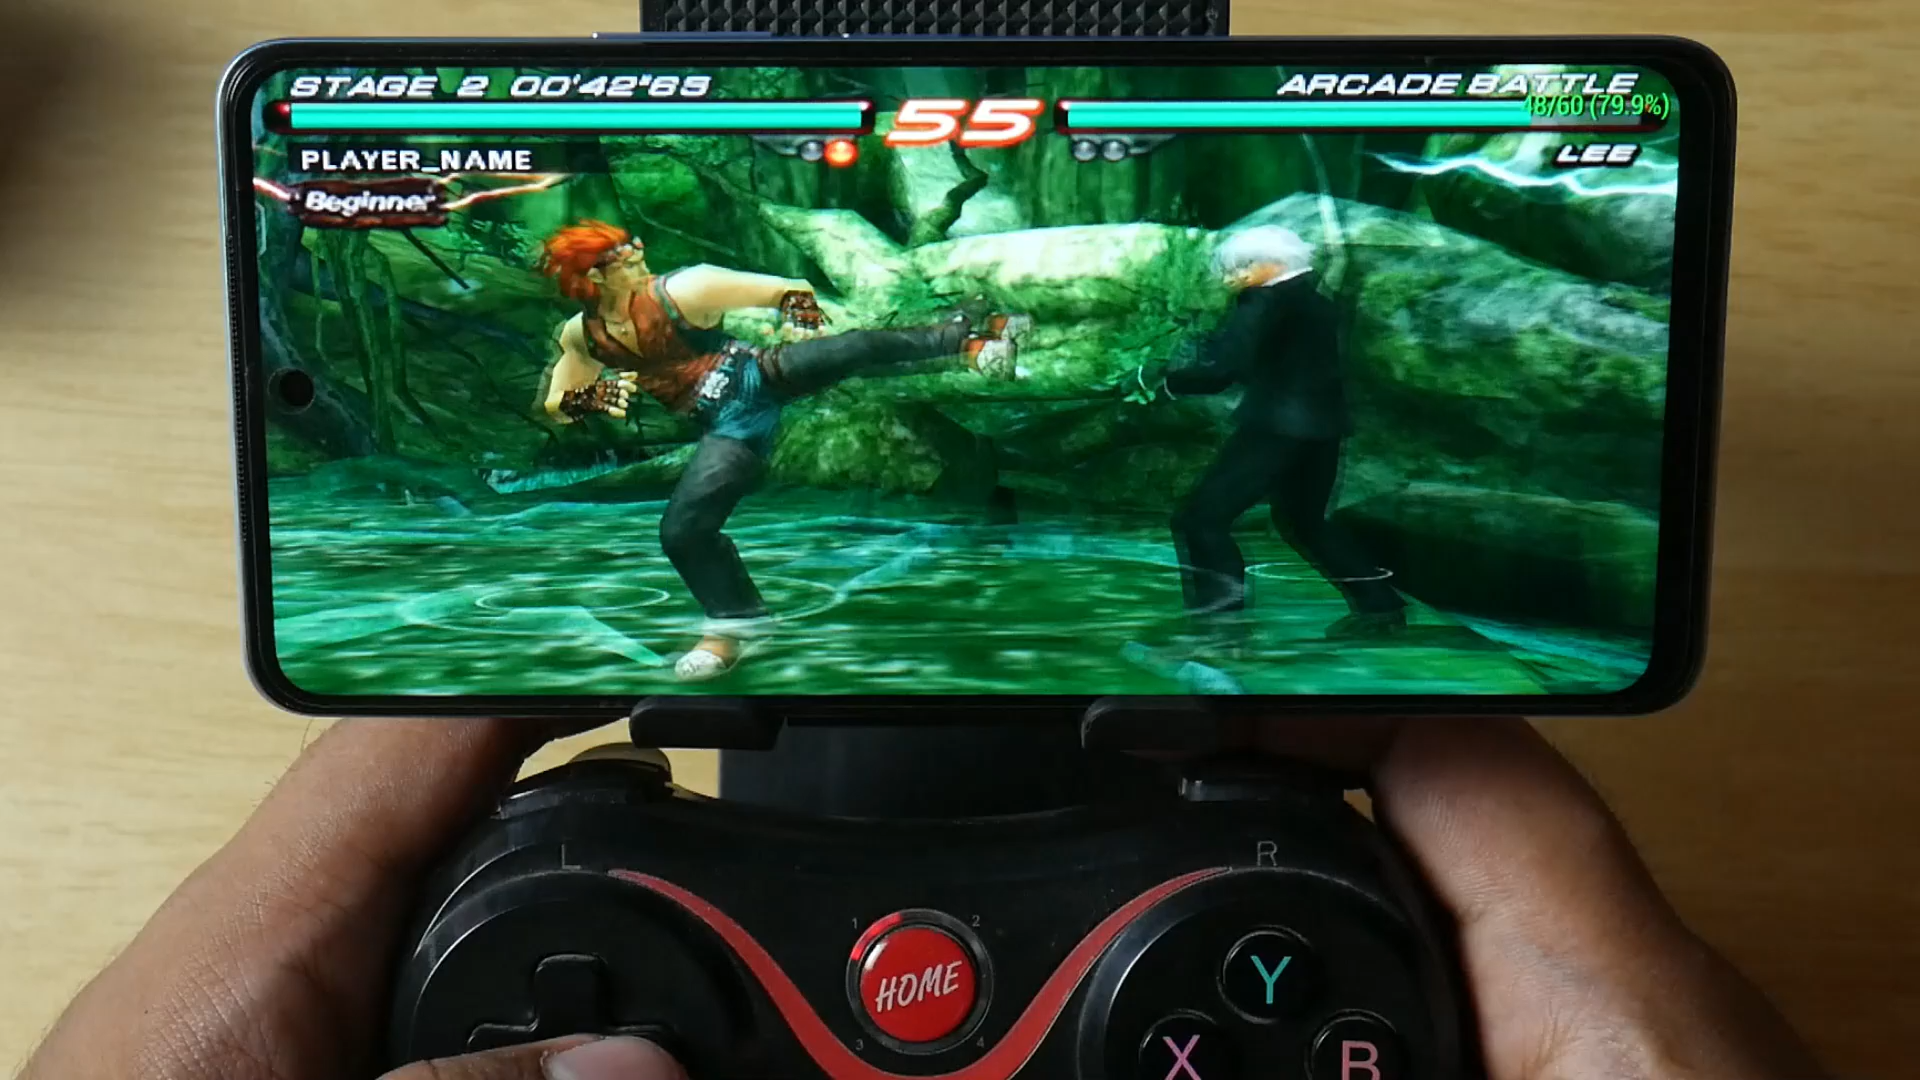 STAGE 2 00'42"65
ARCADE BATTLE
48/60 (79.9%)
55
PLAYER_NAME
LEE
Beginner
L
R
1
2
HOME
3
4
Y
X
B